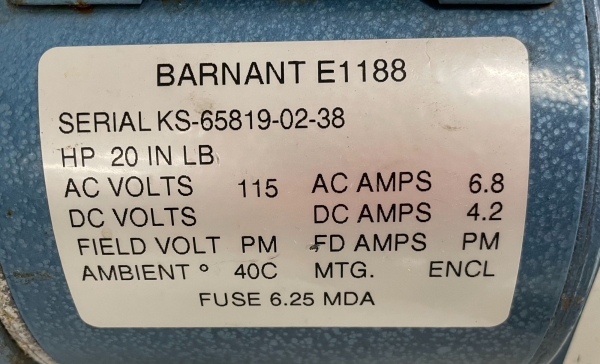 BARNANT E1188
SERIAL KS-65819-02-38
HP 20 IN LB
AC VOLTS 115 AC AMPS 6.8
DC VOLTS DC AMPS 4.2
FIELD VOLT PM FD AMPS PM
AMBIENT ° 40C MTG. ENCL
FUSE 6.25 MDA